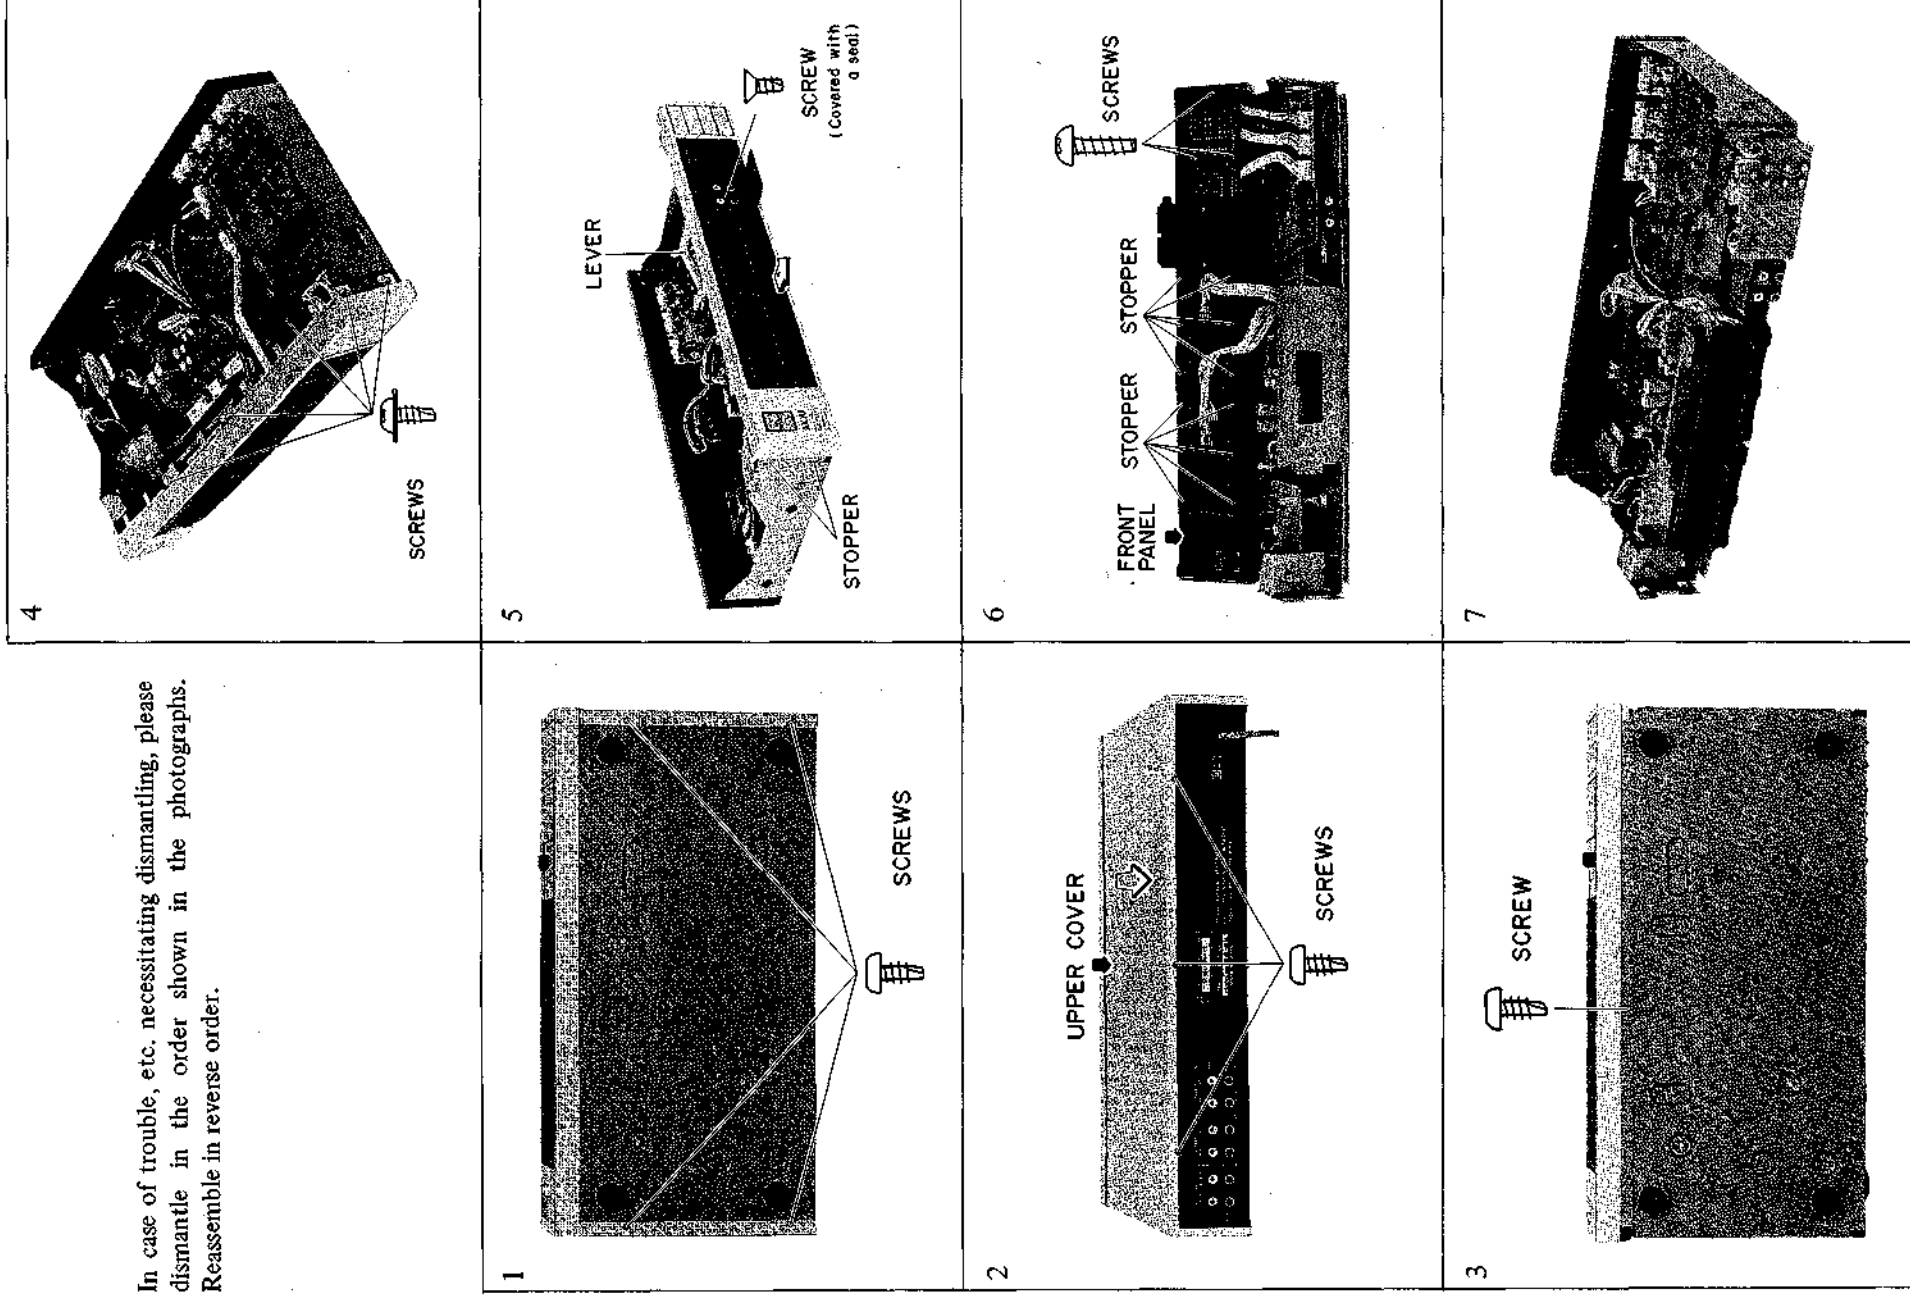 In case of trouble, etc. necessitating dismantling, please
dismantle in the order shown in the photographs.
Reassemble in reverse order.
1
SCREWS
2
UPPER COVER
SCREWS
3
SCREW
4
SCREWS
5
LEVER
SCREW
(Covered with
a seal)
STOPPER
6
SCREWS
STOPPER
STOPPER
FRONT
PANEL
7